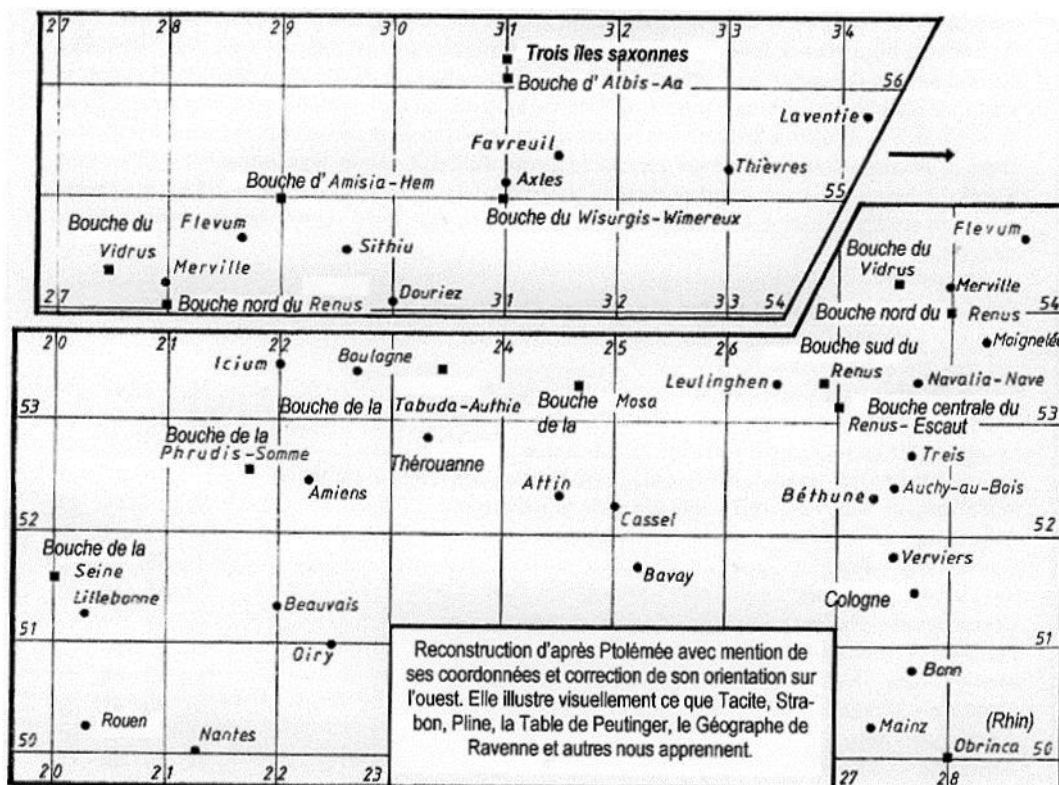 27 28 29 30 31 32 33 34
Trois îles saxonnes
Bouche d'Albis-Aa
56
Laventie
Favreuil
Thièvres
Axles
Bouche d'Amisia-Hem
55
Bouche du Wisurgis-Wimereux
Bouche du
Vidrus
Flevum
Sithiu
Merville
Douriez
Bouche nord du Renus
27 28 29 30 31 32 33 54
Flevum
Bouche du
Vidrus
Merville
Bouche nord du Renus
54
Moignelée
Bouche sud du
Renus
20 21 22 23 24 25 26
Icium
Boulogne
Leulinghen
Navalia-Nave
Bouche de la Tabuda-Authie
Bouche Mosa
de la
53
53
Bouche centrale du
Renus-Escaut
Bouche de la
Phrudis-Somme
Thérouanne
Treis
Amiens
Attin
Béthune
Auchy-au-Bois
Cassel
52
52
Bouche de la
Seine
Bavay
Verviers
Lillebonne
Beauvais
Cologne
51
Oiry
51
Bonn
Reconstruction d'après Ptolémée avec mention de
ses coordonnées et correction de son orientation sur
l'ouest. Elle illustre visuellement ce que Tacite, Stra-
bon, Pline, la Table de Peutinger, le Géographe de
Ravenne et autres nous apprennent.
Rouen
Nantes
Mainz
(Rhin)
Obrinca
50
50
20 21 22 23
27 28